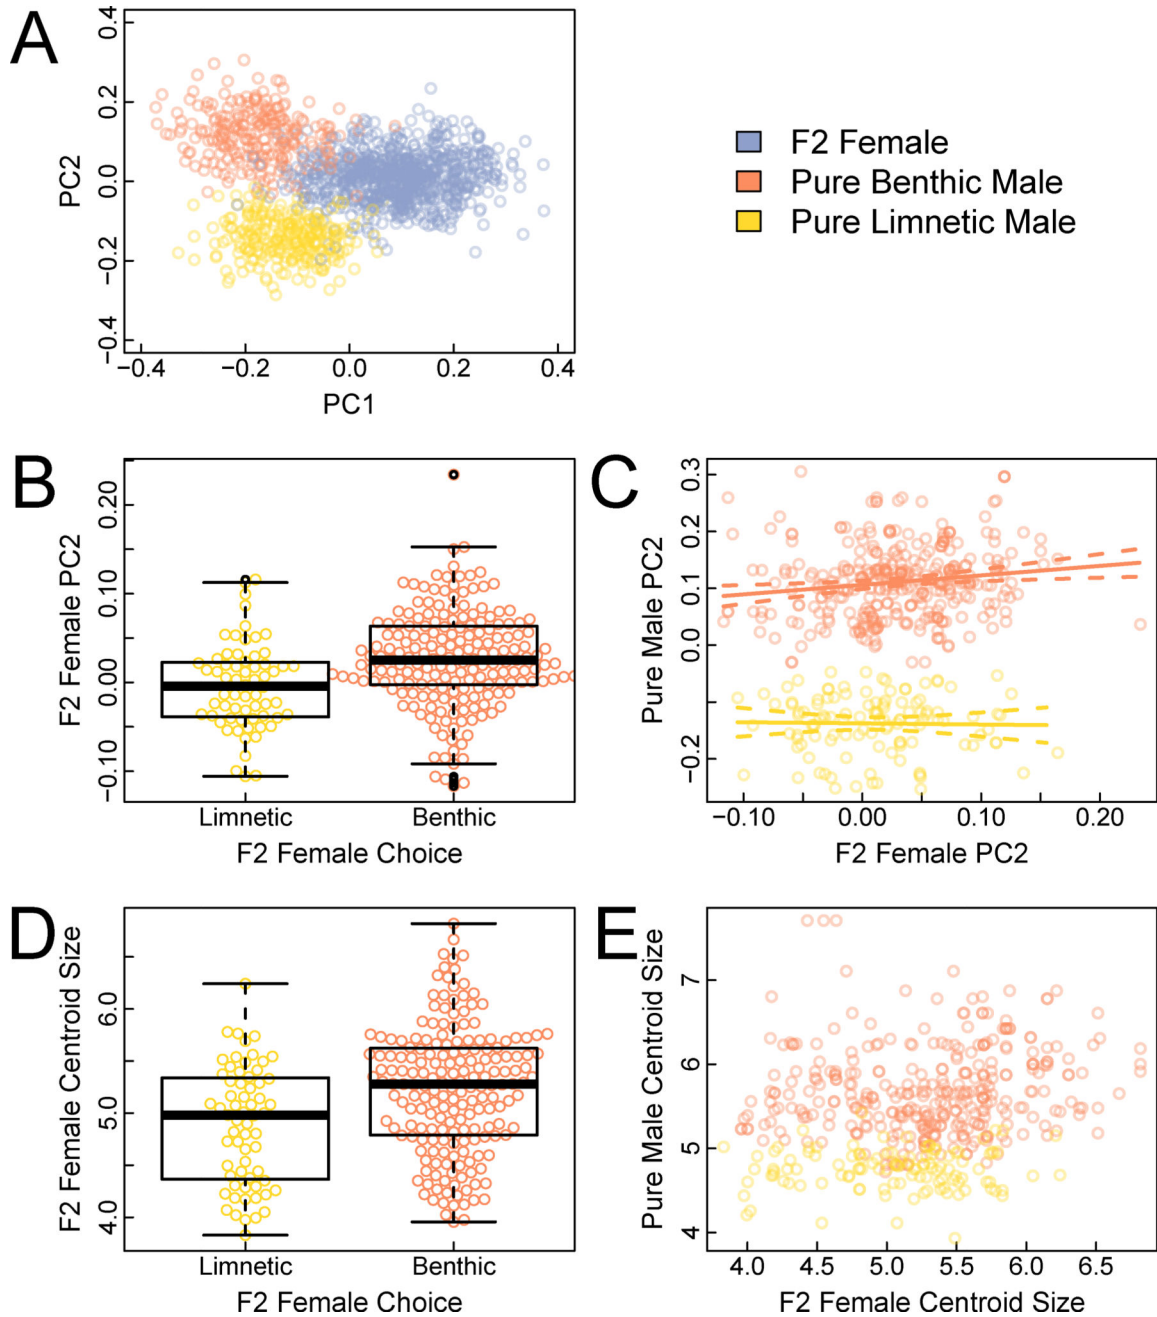 A
0.4
0.2
0.0
−0.2
−0.4
PC2
−0.4
−0.2
0.0
0.2
0.4
PC1
F2 Female
Pure Benthic Male
Pure Limnetic Male
B
F2 Female PC2
0.20
0.10
0.00
−0.10
Limnetic
Benthic
F2 Female Choice
C
Pure Male PC2
0.3
0.2
0.1
0.0
−0.2
−0.10
0.00
0.10
0.20
F2 Female PC2
D
F2 Female Centroid Size
6.0
5.0
4.0
Limnetic
Benthic
F2 Female Choice
E
Pure Male Centroid Size
7
6
5
4
4.0
4.5
5.0
5.5
6.0
6.5
F2 Female Centroid Size